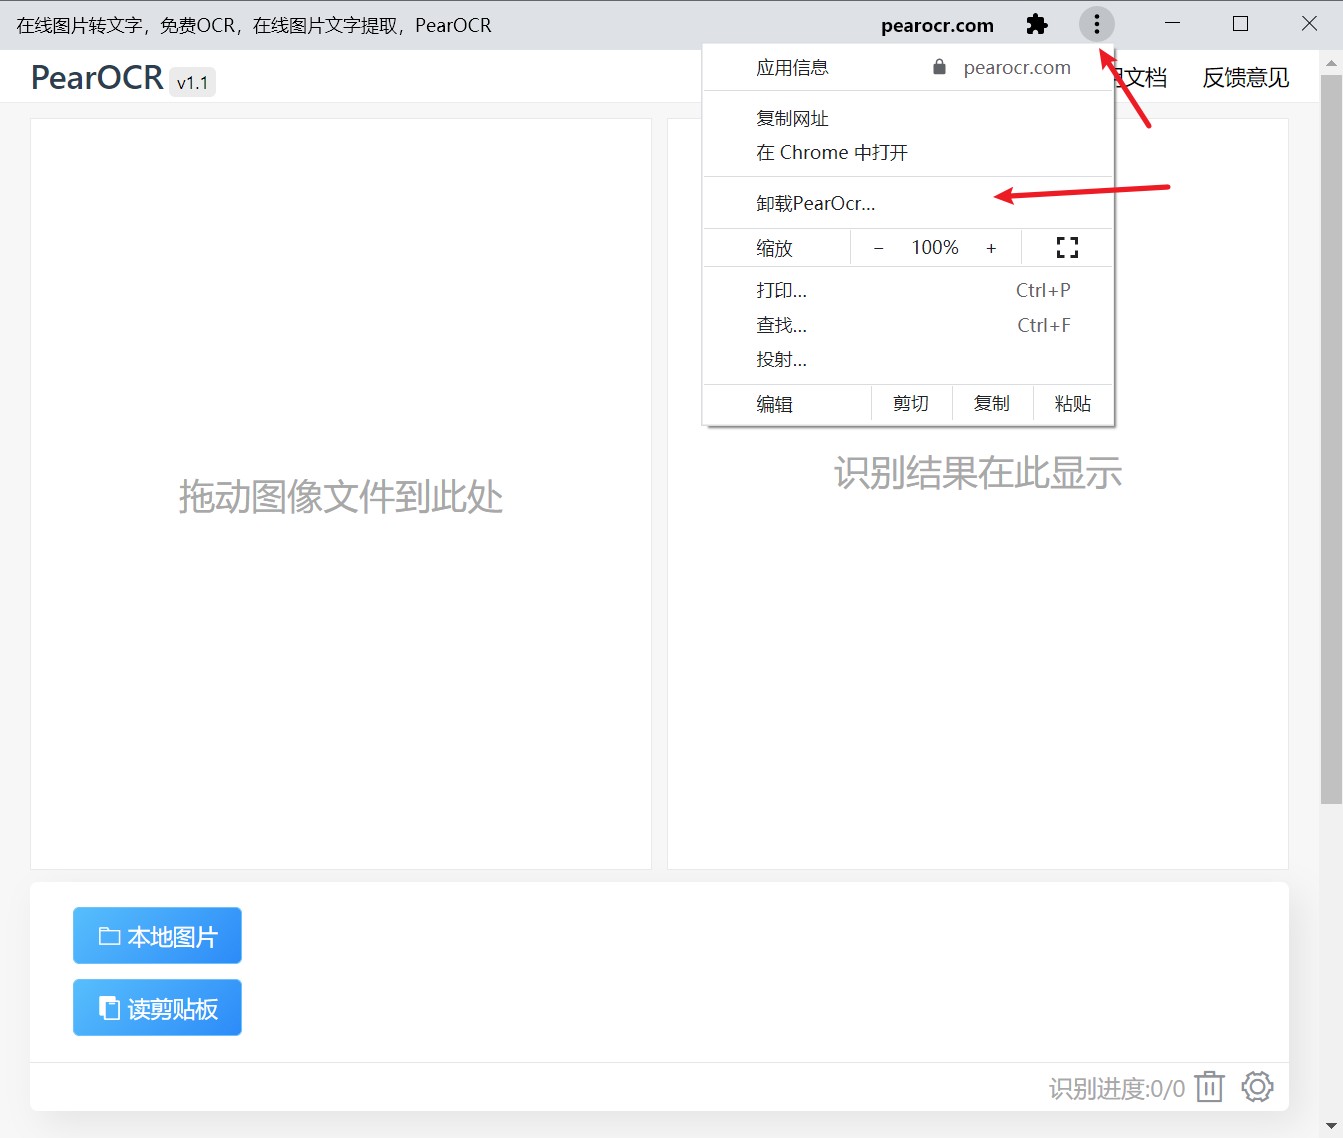 在线图片转文字，免费OCR，在线图片文字提取，PearOCR
pearocr.com
PearOCR v1.1
文档
反馈意见
应用信息
pearocr.com
复制网址
在 Chrome 中打开
卸载PearOcr...
缩放
− 100% +
打印...
Ctrl+P
查找...
Ctrl+F
投射...
编辑
剪切
复制
粘贴
拖动图像文件到此处
识别结果在此显示
本地图片
读剪贴板
识别进度:0/0